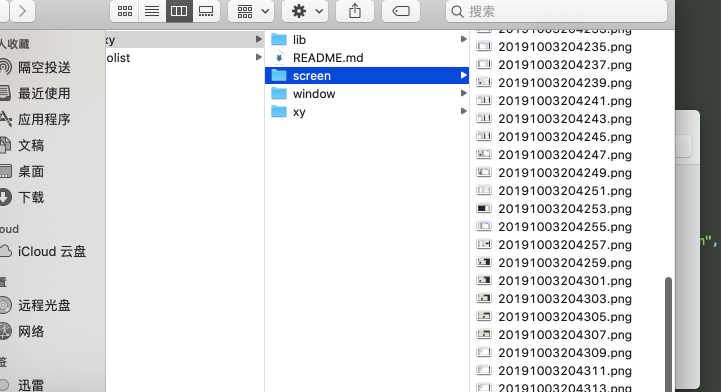 搜索
人收藏
隔空投送
最近使用
应用程序
文稿
桌面
下载
oud
iCloud 云盘
置
远程光盘
网络
签
迅雷
xy
olist
lib
README.md
screen
window
xy
20191003204235.png
20191003204237.png
20191003204239.png
20191003204241.png
20191003204243.png
20191003204245.png
20191003204247.png
20191003204249.png
20191003204251.png
20191003204253.png
20191003204255.png
20191003204257.png
20191003204259.png
20191003204301.png
20191003204303.png
20191003204305.png
20191003204307.png
20191003204309.png
20191003204311.png
20191003204313.png
",